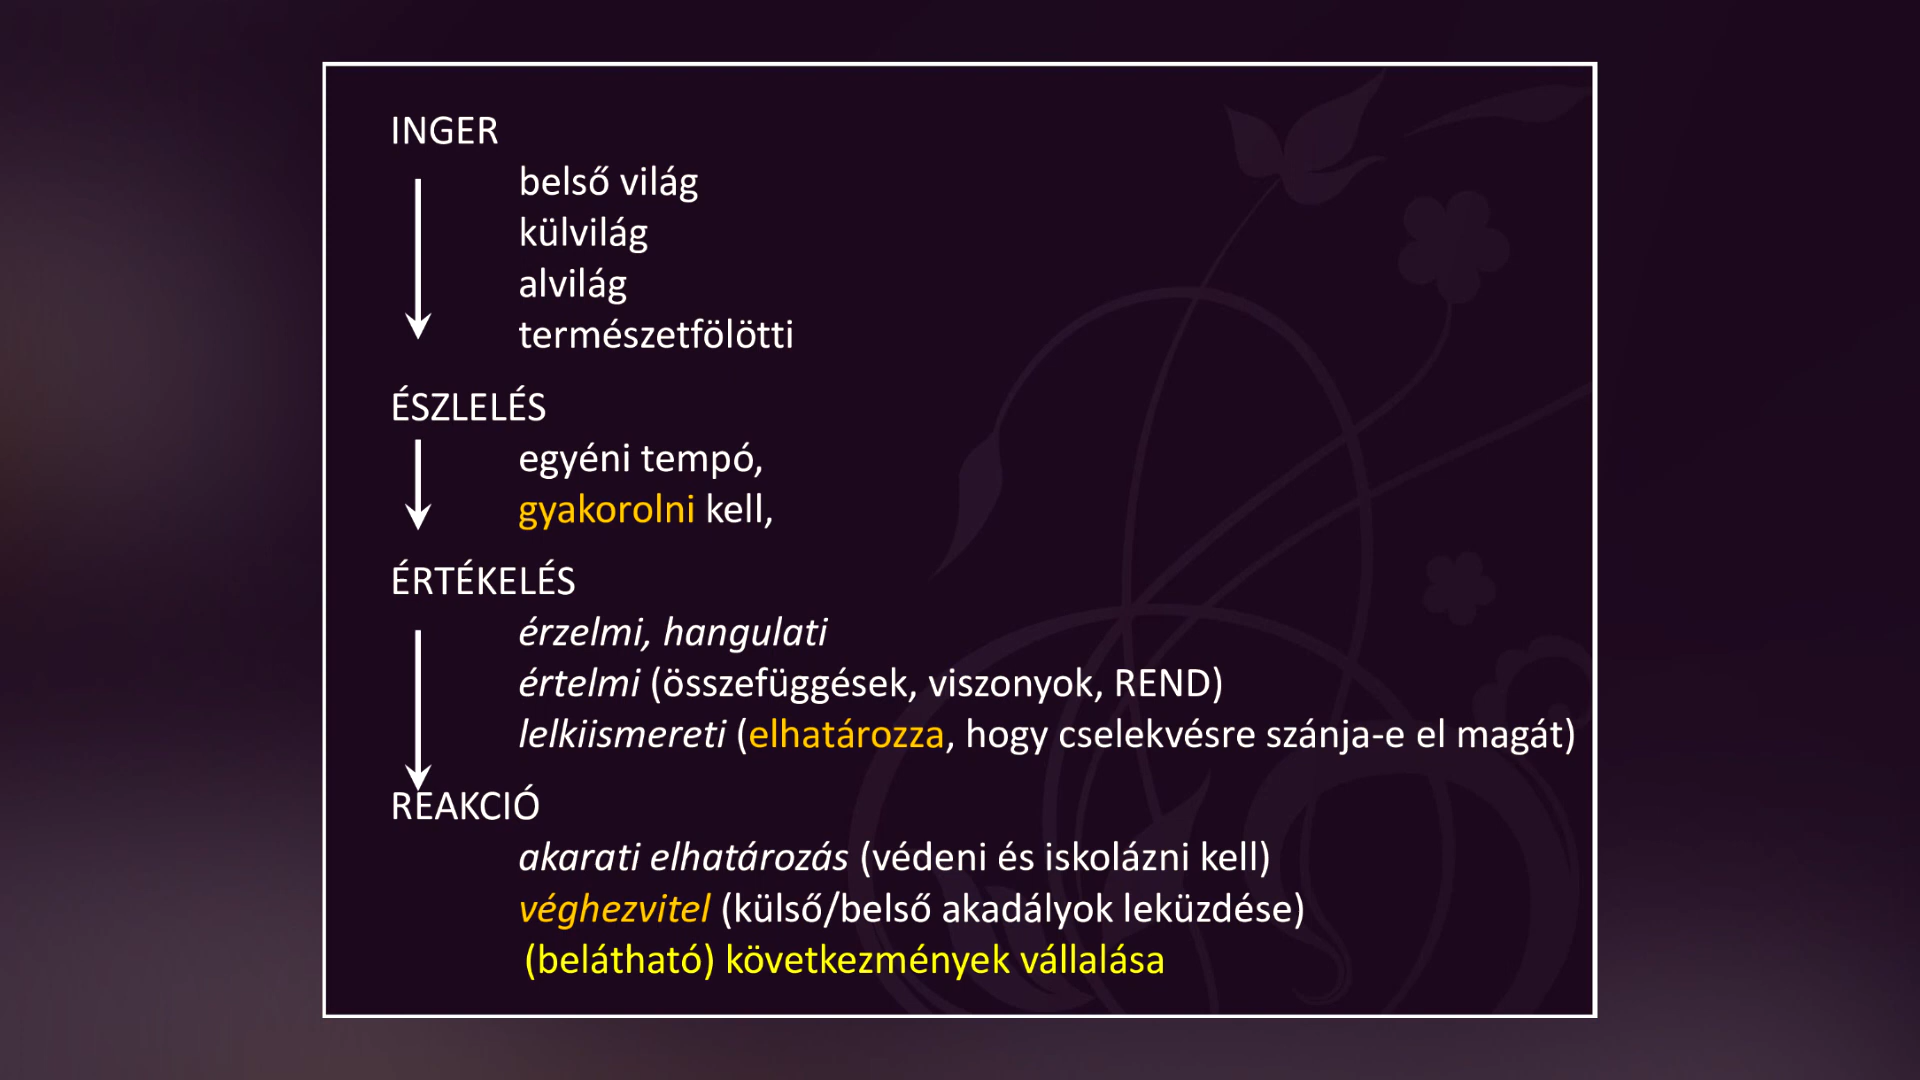 INGER
belső világ
külvilág
alvilág
természetfölötti
ÉSZLELÉS
egyéni tempó,
gyakorolni kell,
ÉRTÉKELÉS
érzelmi, hangulati
értelmi (összefüggések, viszonyok, REND)
lelkiismereti (elhatározza, hogy cselekvésre szánja-e el magát)
REAKCIÓ
akarati elhatározás (védeni és iskolázni kell)
véghezvitel (külső/belső akadályok leküzdése)
(belátható) következmények vállalása